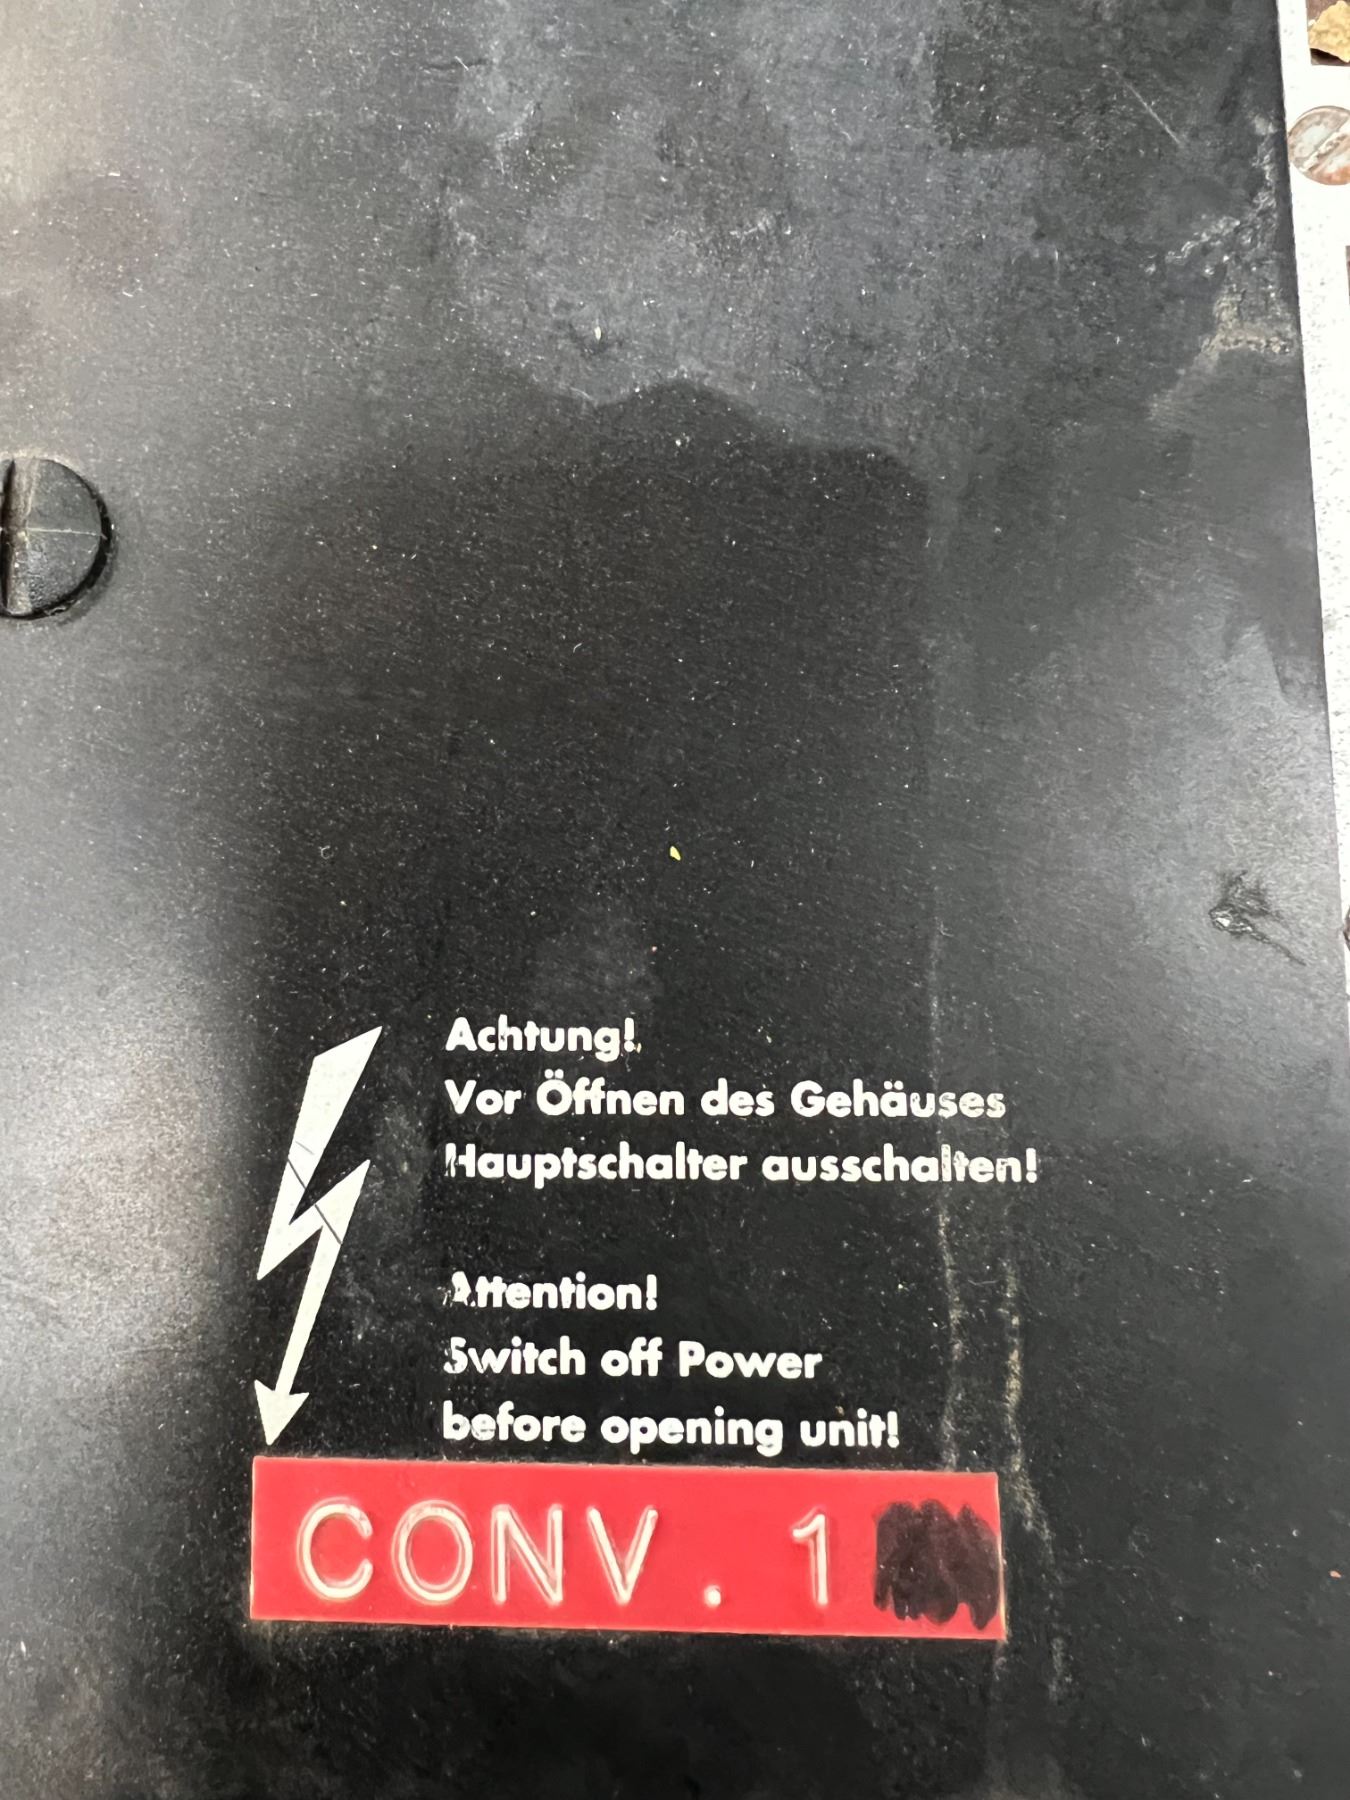 Achtung!
Vor Öffnen des Gehäuses
Hauptschalter ausschalten!
Attention!
Switch off Power
before opening unit!
CONV. 1